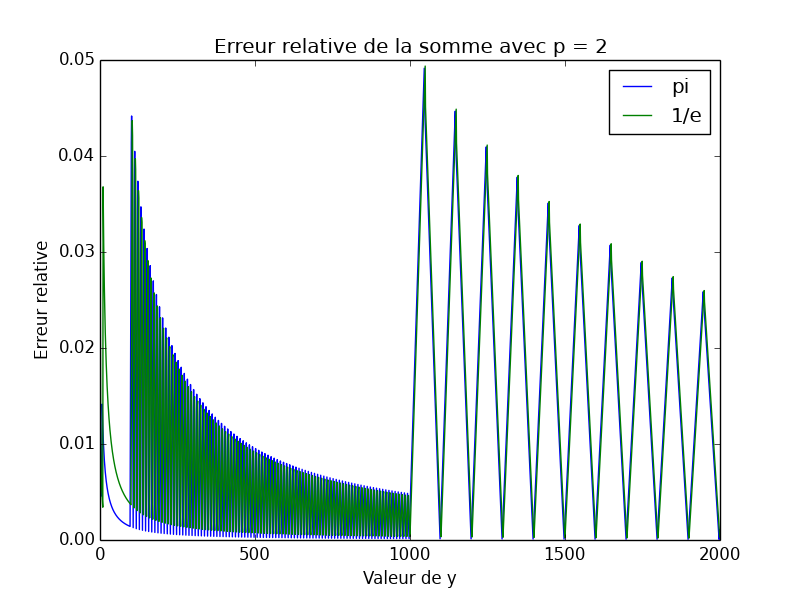 Erreur relative de la somme avec p = 2
0.05
0.04
0.03
0.02
0.01
0.00
Erreur relative
pi
1/e
0
500
1000
1500
2000
Valeur de y